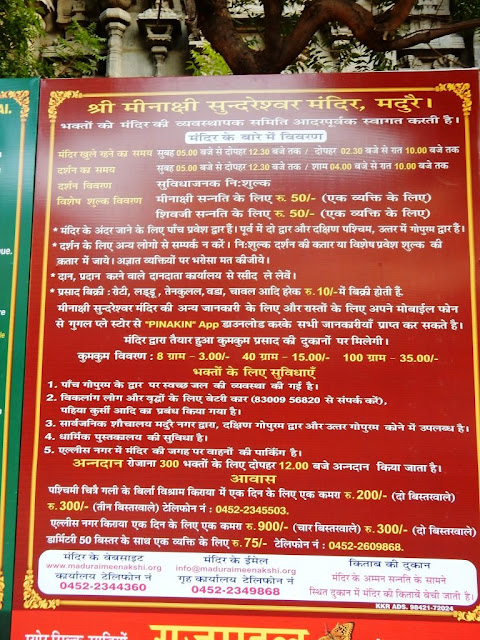 AI.
श्री मीनाक्षी सुन्दरेश्वर मंदिर, मदुरै।
भक्तों को मंदिर की व्यवस्थापक समिति आदरपूर्वक स्वागत करती है।
मंदिर के बारे में विवरण
मंदिर खुले रहने का समय सुबह 05.00 बजे से दोपहर 12.30 बजे तक / दोपहर 02.30 बजे से रात 10.00 बजे तक
दर्शन का समय सुबह 05.00 बजे से दोपहर 12.30 बजे तक / शाम 04.00 बजे से रात 10.00 बजे तक
दर्शन विवरण सुविधाजनक निःशुल्क
विशेष शुल्क विवरण मीनाक्षी सन्नति के लिए रु. 50/- (एक व्यक्ति के लिए)
शिवजी सन्नति के लिए रु. 50/- (एक व्यक्ति के लिए)
* मंदिर के अंदर जाने के लिए पाँच प्रवेश द्वार हैं। पूर्व में दो द्वार और दक्षिण पश्चिम, उत्तर में गोपुरम द्वार हैं।
* दर्शन के लिए अन्य लोगो से सम्पर्क न करें। निःशुल्क दर्शन की कतार या विशेष प्रवेश शुल्क की
कतार में जाये। अज्ञात व्यक्तियों पर भरोसा मत कीजीये।
* दान, प्रदान करने वाले दानदाता कार्यालय से रसीद ले लेवें।
* प्रसाद बिक्री : रोटी, लड्डू, तेनकुलल, वडा, चावल आदि हरेक रु. 10/- में बिक्री होती हैं.
मीनाक्षी सुन्दरेश्वर मंदिर की अन्य जानकारी के लिए और रास्तों के लिए अपने मोबाईल फोन
से गुगल प्ले स्टोर से "PINAKIN" App डाउनलोड करके सभी जानकारीयाँ प्राप्त कर सकते है।
मंदिर द्वारा तैयार हुआ कुमकुम प्रसाद की दुकानों पर मिलेगी।
कुमकुम विवरण : 8 ग्राम - 3.00/- 40 ग्राम - 15.00/- 100 ग्राम - 35.00/-
भक्तों के लिए सुविधाएँ
1. पाँच गोपुरम के द्वार पर स्वच्छ जल की व्यवस्था की गई है।
2. विकलांग लोग और वृद्धों के लिए बेटरी कार (83009 56820 से संपर्क करें),
पहिया कुर्सी आदि का प्रबंध किया गया है।
3. सार्वजनिक शौचालय मदुरै नगर द्वारा, दक्षिण गोपुरम द्वार और उत्तर गोपुरम कोने में उपलब्ध है।
4. धार्मिक पुस्तकालय की सुविधा है।
5. एल्लीस नगर में मंदिर की जगह पर वाहनों की पार्किंग है।
अन्नदान रोजाना 300 भक्तों के लिए दोपहर 12.00 बजे अन्नदान किया जाता है।
आवास
पश्चिमी चित्रै गली के बिर्ला विश्राम किराया में एक दिन के लिए एक कमरा रु. 200/- (दो बिस्तरवाले)
रु. 300/- (तीन बिस्तरवाले) टेलिफोन नं : 0452-2345503.
एल्लीस नगर किराया एक दिन के लिए एक कमरा रु. 900/- (चार बिस्तरवाले) रु. 300/- (दो बिस्तरवाले)
डार्मिटी 50 बिस्तर के साथ एक व्यक्ति के लिए रु. 75/- टेलिफोन नं : 0452-2609868.
मंदिर के वेबसाइट मंदिर के ईमेल किताब की दुकान
www.maduraimeenakshi.org info@maduraimeenakshi.org मंदिर के अम्मन सन्नति के सामने
कार्यालय टेलिफोन नं गृह कार्यालय टेलिफोन नं स्थित दुकान में मंदिर की किताबें बेची जाती हैं।
0452-2344360 0452-2349868
KKR ADS. 98421-72024